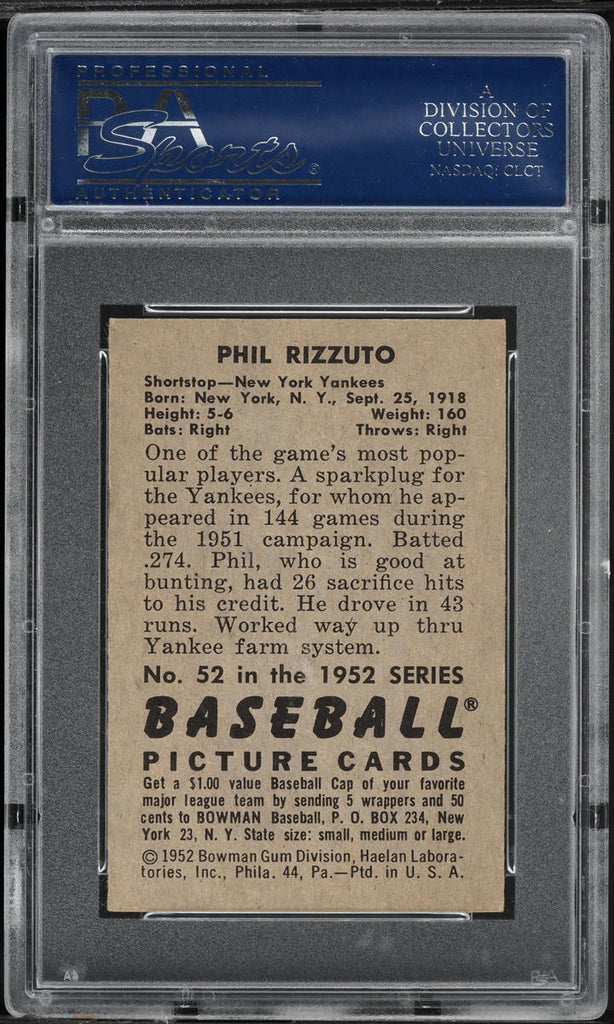 PROFESSIONAL
PSA
Sports®
AUTHENTICATOR
A
DIVISION OF
COLLECTORS
UNIVERSE
NASDAQ: CLCT
PHIL RIZZUTO
Shortstop—New York Yankees
Born: New York, N. Y., Sept. 25, 1918
Height: 5-6 Weight: 160
Bats: Right Throws: Right
One of the game's most pop-
ular players. A sparkplug for
the Yankees, for whom he ap-
peared in 144 games during
the 1951 campaign. Batted
.274. Phil, who is good at
bunting, had 26 sacrifice hits
to his credit. He drove in 43
runs. Worked way up thru
Yankee farm system.
No. 52 in the 1952 SERIES
BASEBALL®
PICTURE CARDS
Get a $1.00 value Baseball Cap of your favorite
major league team by sending 5 wrappers and 50
cents to BOWMAN Baseball, P. O. BOX 234, New
York 23, N. Y. State size: small, medium or large.
© 1952 Bowman Gum Division, Haelan Labora-
tories, Inc., Phila. 44, Pa.—Ptd. in U. S. A.